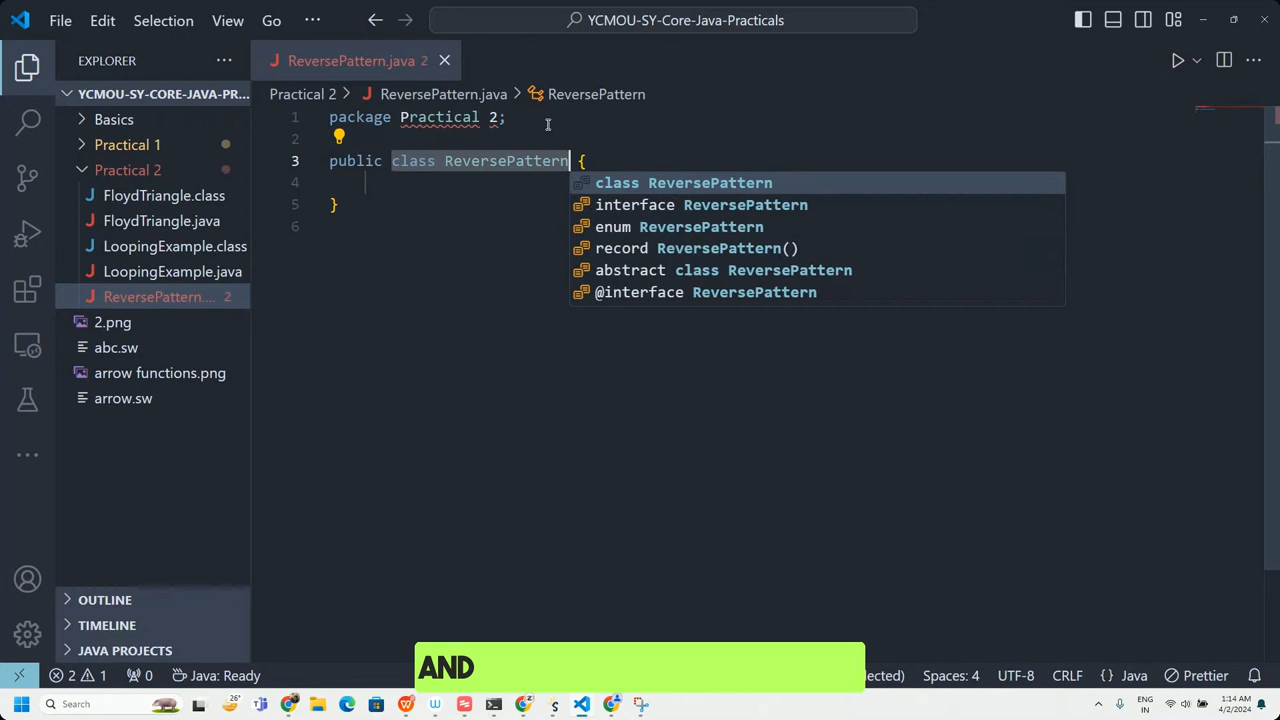 File Edit Selection View Go ··· YCMOU-SY-Core-Java-Practicals
EXPLORER ···
YCMOU-SY-CORE-JAVA-PR...
Basics
Practical 1
Practical 2
J FloydTriangle.class
J FloydTriangle.java
J LoopingExample.class
J LoopingExample.java
J ReversePattern.... 2
2.png
abc.sw
arrow functions.png
arrow.sw
OUTLINE
TIMELINE
JAVA PROJECTS
J ReversePattern.java 2
Practical 2 > J ReversePattern.java > ReversePattern
1 package Practical 2;
2
3 public class ReversePattern {
4
5 }
6
class ReversePattern
interface ReversePattern
enum ReversePattern
record ReversePattern()
abstract class ReversePattern
@interface ReversePattern
AND
2 1 0 Java: Ready ected) Spaces: 4 UTF-8 CRLF {} Java Prettier
Search 26° ENG IN 1:14 AM 4/2/2024